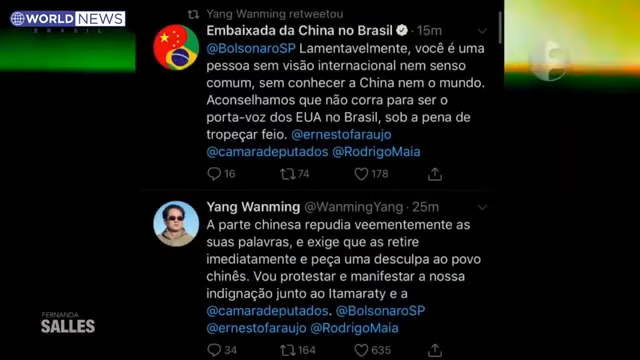 WORLD NEWS
BRASIL
Yang Wanming retweetou
Embaixada da China no Brasil · 15m
@BolsonaroSP Lamentavelmente, você é uma
pessoa sem visão internacional nem senso
comum, sem conhecer a China nem o mundo.
Aconselhamos que não corra para ser o
porta-voz dos EUA no Brasil, sob a pena de
tropeçar feio. @ernestofaraujo
@camaradeputados @RodrigoMaia
16 74 178
Yang Wanming @WanmingYang · 25m
A parte chinesa repudia veementemente as
suas palavras, e exige que as retire
imediatamente e peça uma desculpa ao povo
chinês. Vou protestar e manifestar a nossa
indignação junto ao Itamaraty e a
@camaradeputados. @BolsonaroSP
@ernestofaraujo @RodrigoMaia
34 164 635
FERNANDA
SALLES